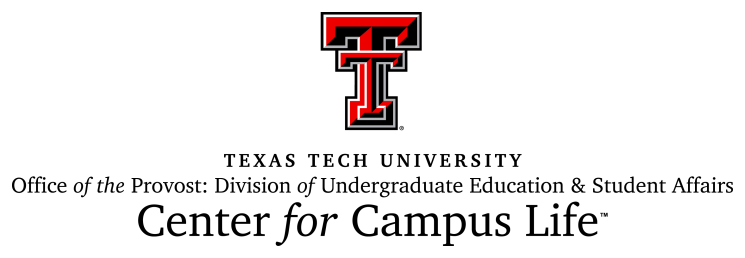 TEXAS TECH UNIVERSITY
Office of the Provost: Division of Undergraduate Education & Student Affairs
Center for Campus Life™